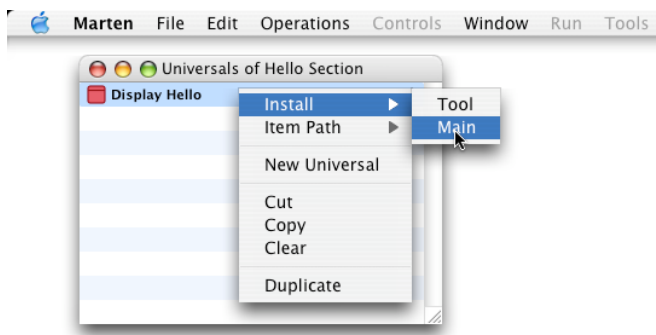 Marten File Edit Operations Controls Window Run Tools
Universals of Hello Section
Display Hello
Install
Item Path
New Universal
Cut
Copy
Clear
Duplicate
Tool
Main